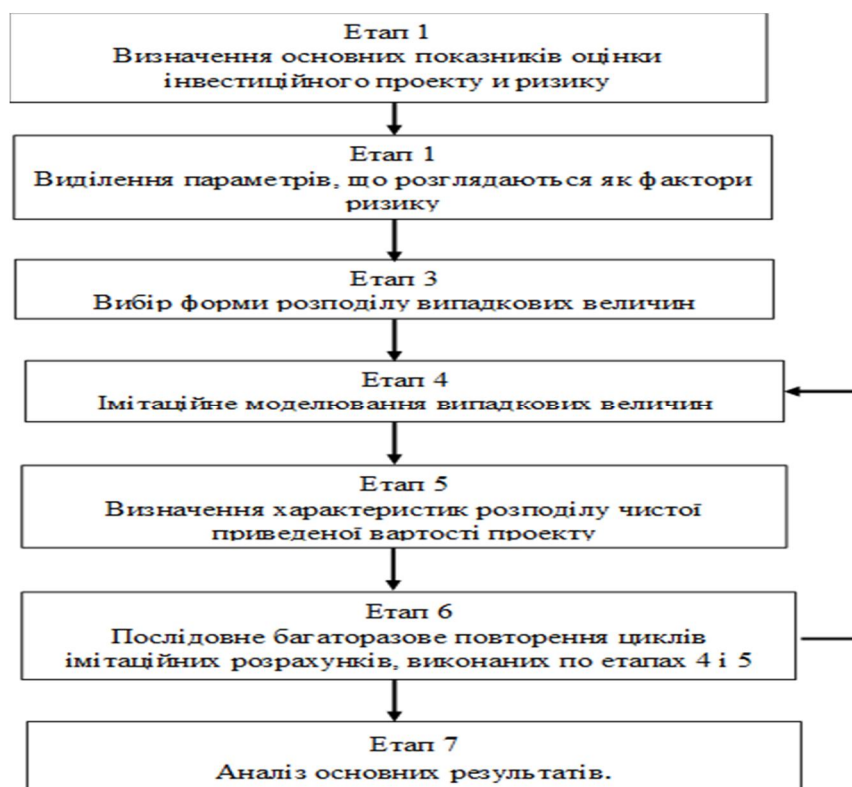 Етап 1
Визначення основних показників оцінки
інвестиційного проекту и ризику
Етап 1
Виділення параметрів, що розглядаються як фактори
ризику
Етап 3
Вибір форми розподілу випадкових величин
Етап 4
Імітаційне моделювання випадкових величин
Етап 5
Визначення характеристик розподілу чистої
приведеної вартості проекту
Етап 6
Послідовне багаторазове повторення циклів
імітаційних розрахунків, виконаних по етапах 4 і 5
Етап 7
Аналіз основних результатів.